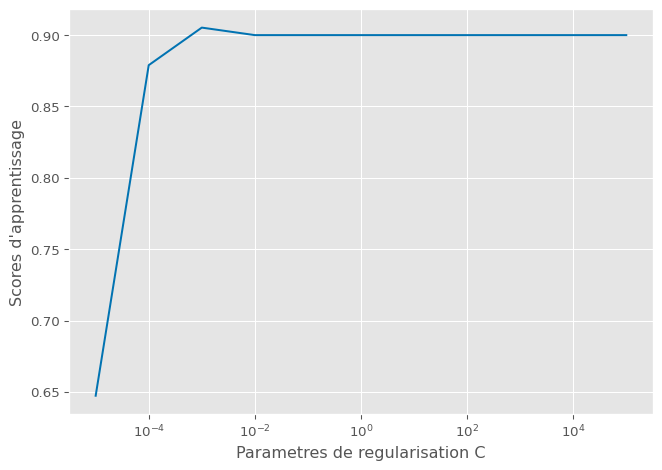 Scores d'apprentissage
0.90
0.85
0.80
0.75
0.70
0.65
10⁻⁴ 10⁻² 10⁰ 10² 10⁴
Parametres de regularisation C